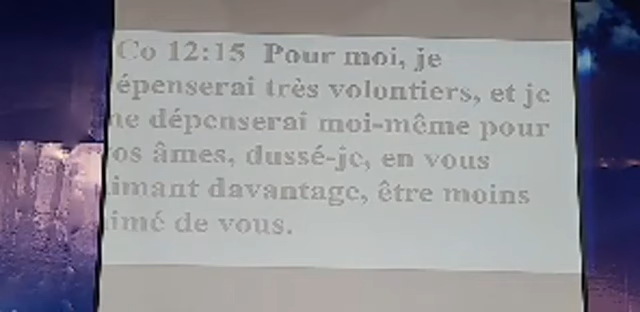 Co 12:15 Pour moi, je
épenserai très volontiers, et je
ne dépenserai moi-même pour
os âmes, dussé-je, en vous
imant davantage, être moins
imé de vous.